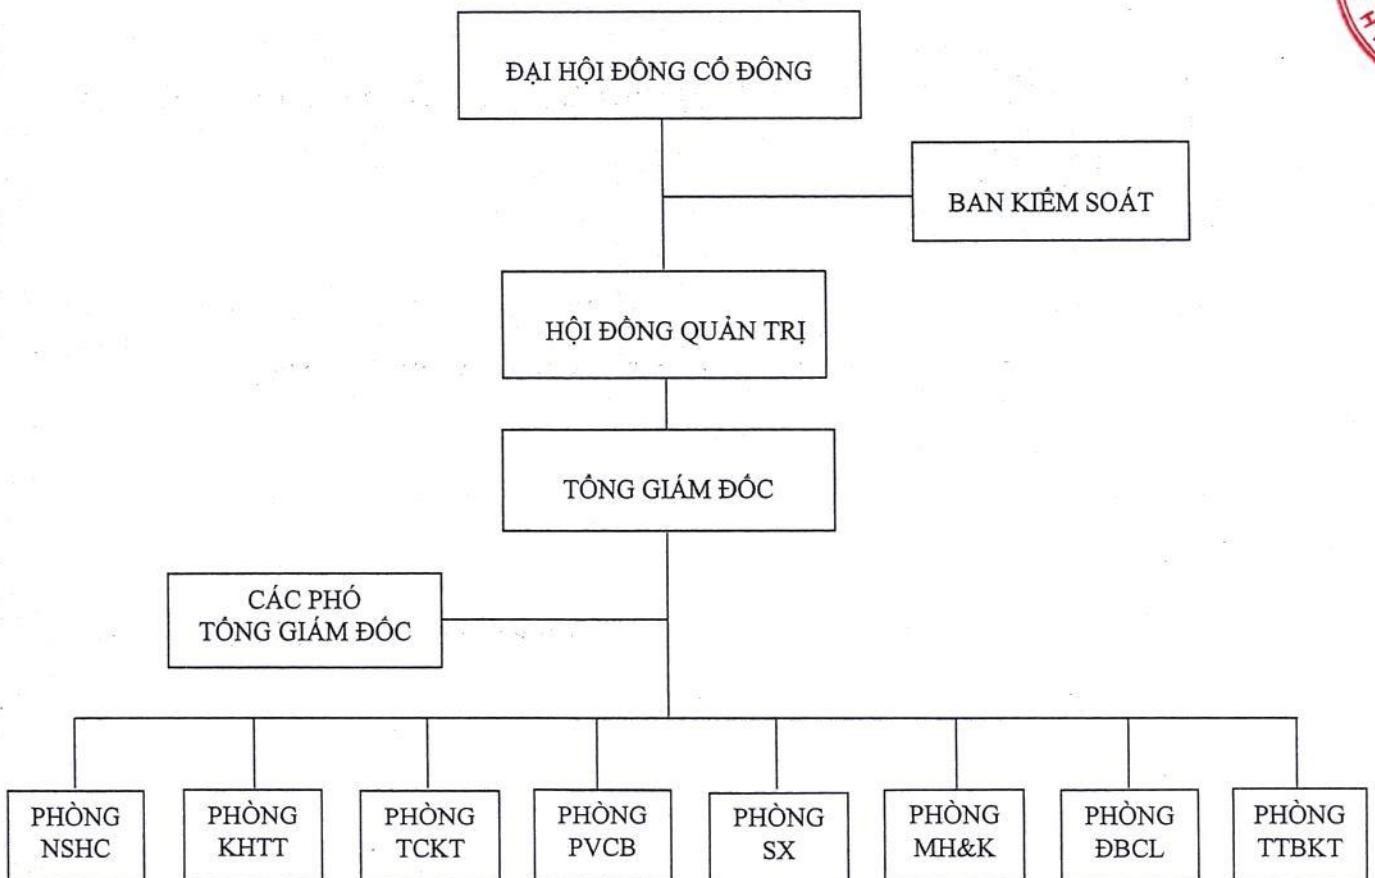 ĐẠI HỘI ĐỒNG CỔ ĐÔNG
BAN KIỂM SOÁT
HỘI ĐỒNG QUẢN TRỊ
TỔNG GIÁM ĐỐC
CÁC PHÓ
TỔNG GIÁM ĐỐC
PHÒNG
NSHC
PHÒNG
KHTT
PHÒNG
TCKT
PHÒNG
PVCB
PHÒNG
SX
PHÒNG
MH&K
PHÒNG
ĐBCL
PHÒNG
TTBKT